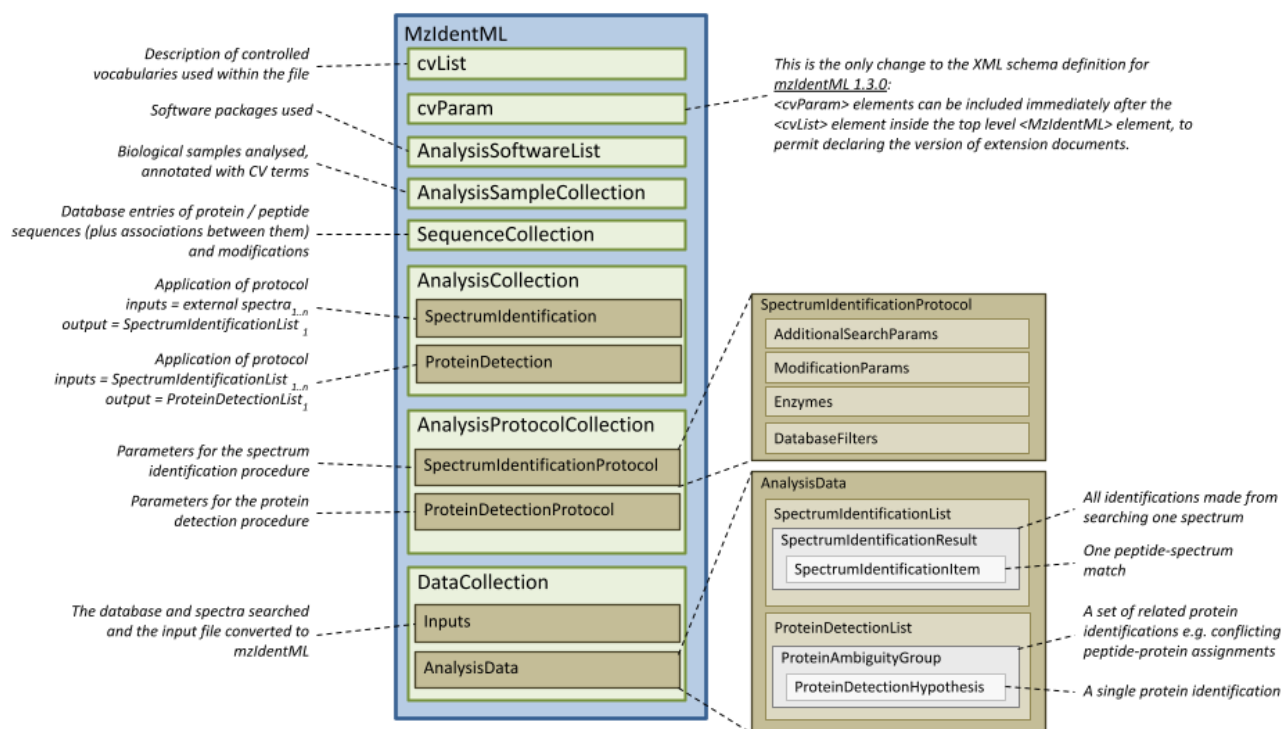 MzIdentML
Description of controlled
vocabularies used within the file
cvList
Software packages used
cvParam
This is the only change to the XML schema definition for
mzIdentML 1.3.0:
<cvParam> elements can be included immediately after the
<cvList> element inside the top level <MzIdentML> element, to
permit declaring the version of extension documents.
Biological samples analysed,
annotated with CV terms
AnalysisSoftwareList
AnalysisSampleCollection
Database entries of protein / peptide
sequences (plus associations between them)
and modifications
SequenceCollection
Application of protocol
inputs = external spectra 1..n
output = SpectrumIdentificationList 1
AnalysisCollection
SpectrumIdentification
Application of protocol
inputs = SpectrumIdentificationList 1..n
output = ProteinDetectionList 1
ProteinDetection
AnalysisProtocolCollection
Parameters for the spectrum
identification procedure
SpectrumIdentificationProtocol
Parameters for the protein
detection procedure
ProteinDetectionProtocol
DataCollection
The database and spectra searched
and the input file converted to
mzIdentML
Inputs
AnalysisData
SpectrumIdentificationProtocol
AdditionalSearchParams
ModificationParams
Enzymes
DatabaseFilters
AnalysisData
SpectrumIdentificationList
SpectrumIdentificationResult
SpectrumIdentificationItem
All identifications made from
searching one spectrum
One peptide-spectrum
match
ProteinDetectionList
ProteinAmbiguityGroup
ProteinDetectionHypothesis
A set of related protein
identifications e.g. conflicting
peptide-protein assignments
A single protein identification